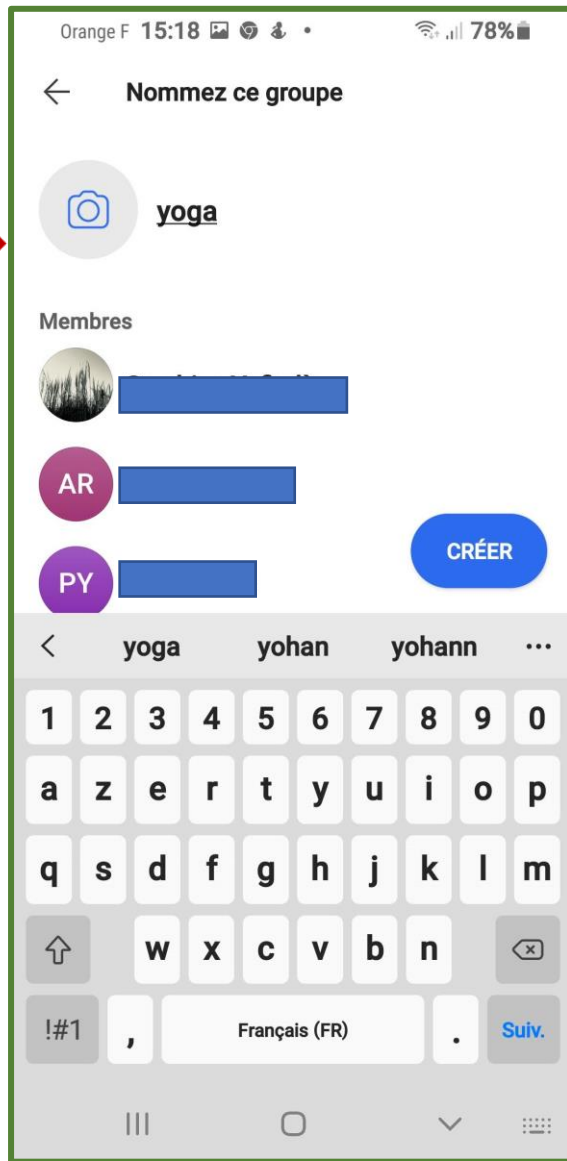 Orange F 15:18 78%
Nommez ce groupe
yoga
Membres
AR
PY
CRÉER
yoga yohan yohann
1 2 3 4 5 6 7 8 9 0
a z e r t y u i o p
q s d f g h j k l m
w x c v b n
!#1 , Français (FR) . Suiv.